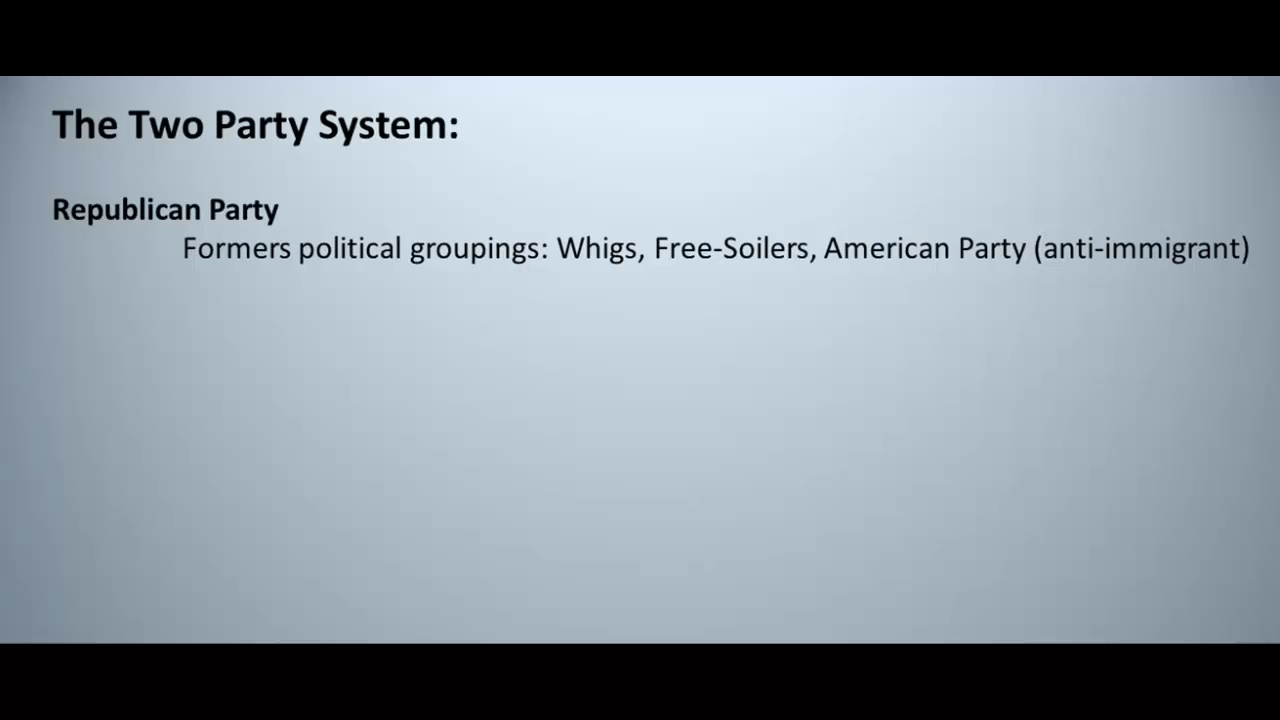 The Two Party System:
Republican Party
Formers political groupings: Whigs, Free-Soilers, American Party (anti-immigrant)